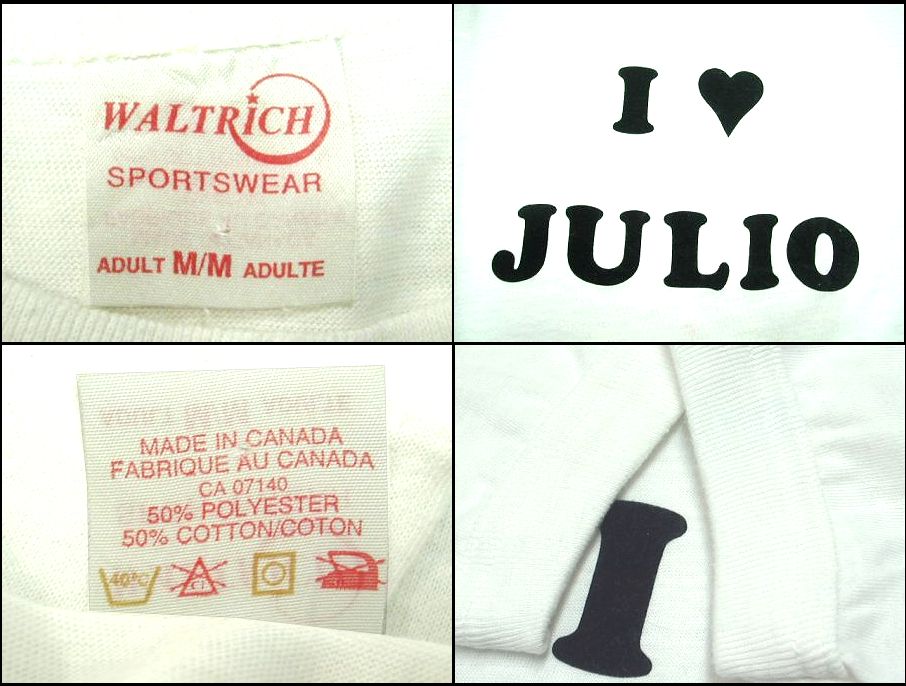 WALTRiCH
SPORTSWEAR
ADULT M/M ADULTE
I ♥
JULIO
MADE IN CANADA
FABRIQUE AU CANADA
CA 07140
50% POLYESTER
50% COTTON/COTON
40°C CL
I